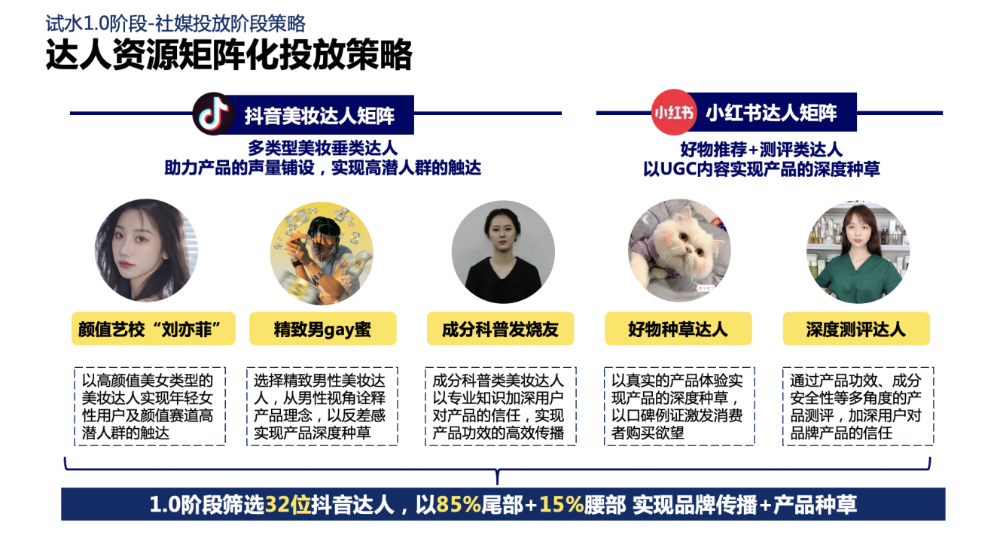 试水1.0阶段-社媒投放阶段策略
达人资源矩阵化投放策略
抖音美妆达人矩阵
多类型美妆垂类达人
助力产品的声量铺设，实现高潜人群的触达
小红书
小红书达人矩阵
好物推荐+测评类达人
以UGC内容实现产品的深度种草
颜值艺校“刘亦菲”
以高颜值美女类型的
美妆达人实现年轻女
性用户及颜值赛道高
潜人群的触达
精致男gay蜜
选择精致男性美妆达
人，从男性视角诠释
产品理念，以反差感
实现产品深度种草
成分科普发烧友
成分科普类美妆达人
以专业知识加深用户
对产品的信任，实现
产品功效的高效传播
好物种草达人
以真实的产品体验实
现产品的深度种草，
以口碑例证激发消费
者购买欲望
深度测评达人
通过产品功效、成分
安全性等多角度的产
品测评，加深用户对
品牌产品的信任
1.0阶段筛选32位抖音达人，以85%尾部+15%腰部 实现品牌传播+产品种草